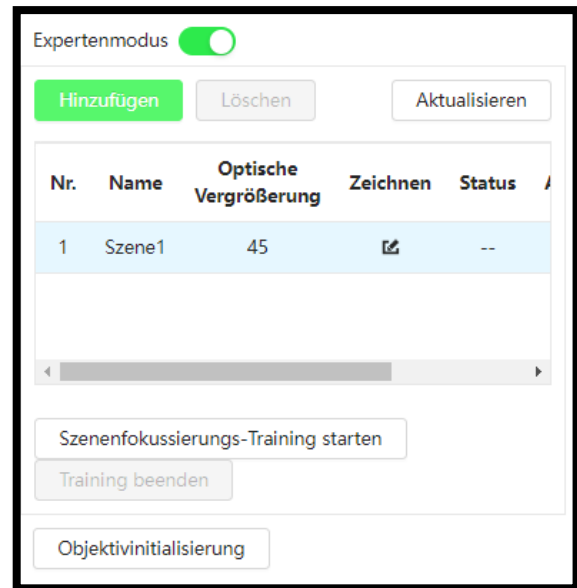 Expertenmodus
Hinzufügen Löschen Aktualisieren
Nr. Name Optische Vergrößerung Zeichnen Status
1 Szene1 45 --
Szenenfokussierungs-Training starten
Training beenden
Objektivinitialisierung